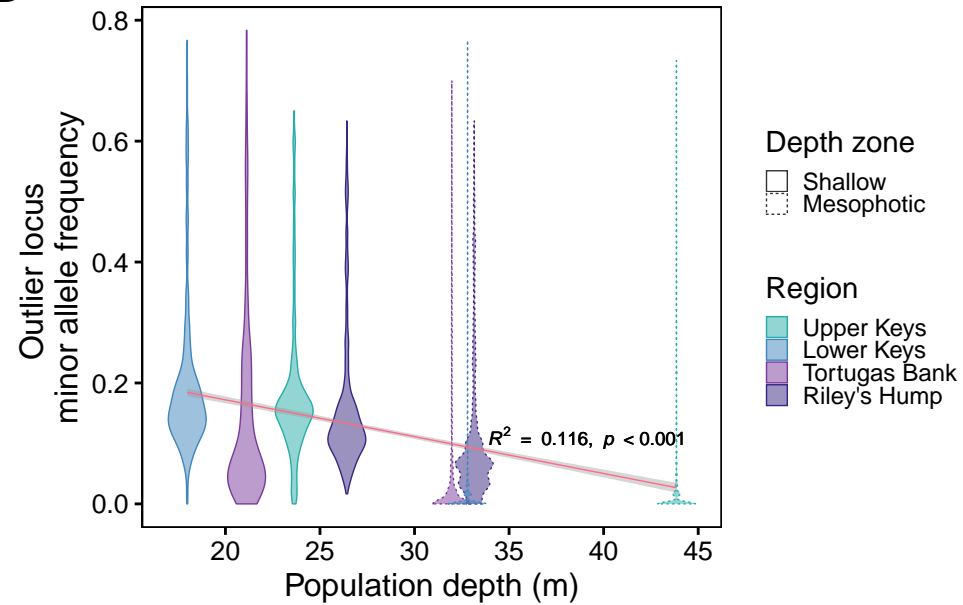 0.8
0.6
0.4
0.2
0.0
Outlier locus
minor allele frequency
R² = 0.116, p < 0.001
20 25 30 35 40 45
Population depth (m)
Depth zone
Shallow
Mesophotic
Region
Upper Keys
Lower Keys
Tortugas Bank
Riley's Hump